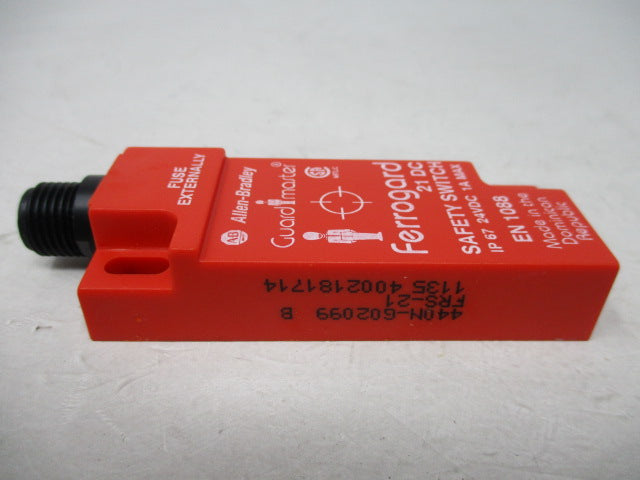 FUSE
EXTERNALLY
AB Allen-Bradley
Guardmaster®
Ferrogard
21 DC
SAFETY SWITCH
IP 67 24VDC 1A MAX
EN 1088
Made in the
Dominican
Republic
440N-G02099 B
FRS-21
1135 4002181714